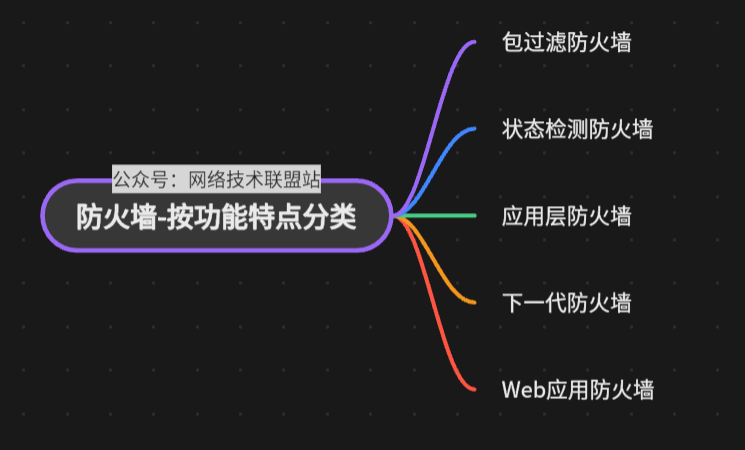 公众号：网络技术联盟站
防火墙-按功能特点分类
包过滤防火墙
状态检测防火墙
应用层防火墙
下一代防火墙
Web应用防火墙